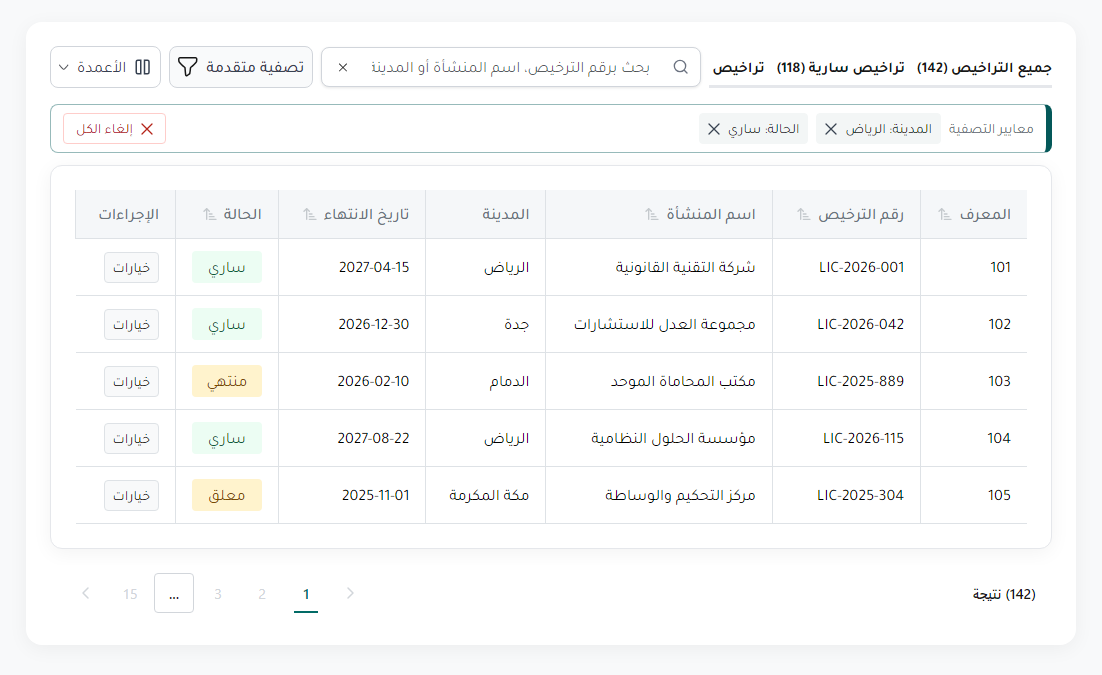 جميع التراخيص (142) تراخيص سارية (118) تراخيص
بحث برقم الترخيص، اسم المنشأة أو المدينة
تصفية متقدمة
الأعمدة
معايير التصفية المدينة: الرياض الحالة: ساري إلغاء الكل
المعرف رقم الترخيص اسم المنشأة المدينة تاريخ الانتهاء الحالة الإجراءات
101 LIC-2026-001 شركة التقنية القانونية الرياض 2027-04-15 ساري خيارات
102 LIC-2026-042 مجموعة العدل للاستشارات جدة 2026-12-30 ساري خيارات
103 LIC-2025-889 مكتب المحاماة الموحد الدمام 2026-02-10 منتهي خيارات
104 LIC-2026-115 مؤسسة الحلول النظامية الرياض 2027-08-22 ساري خيارات
105 LIC-2025-304 مركز التحكيم والوساطة مكة المكرمة 2025-11-01 معلق خيارات
(142) نتيجة
1 2 3 ... 15